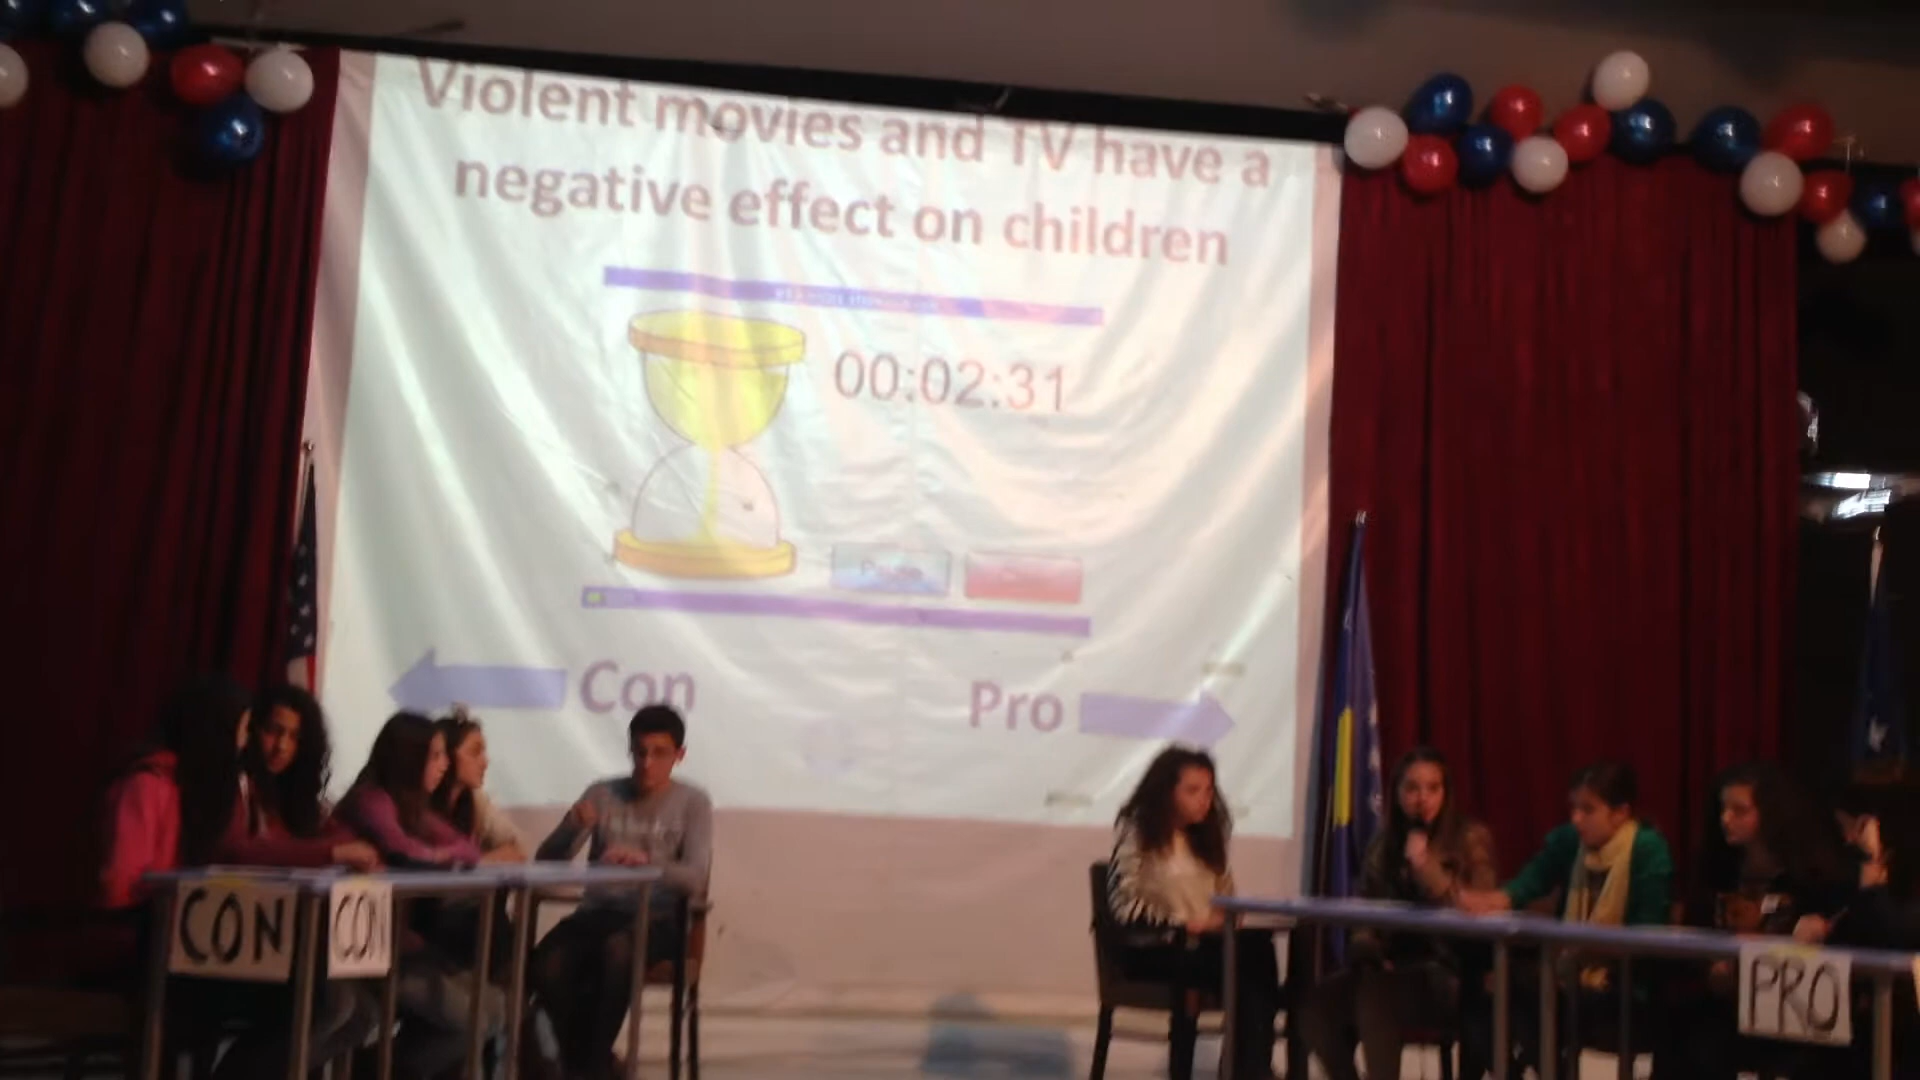 Violent movies and TV have a
negative effect on children
00:02:31
Con
Pro
CON
CON
PRO